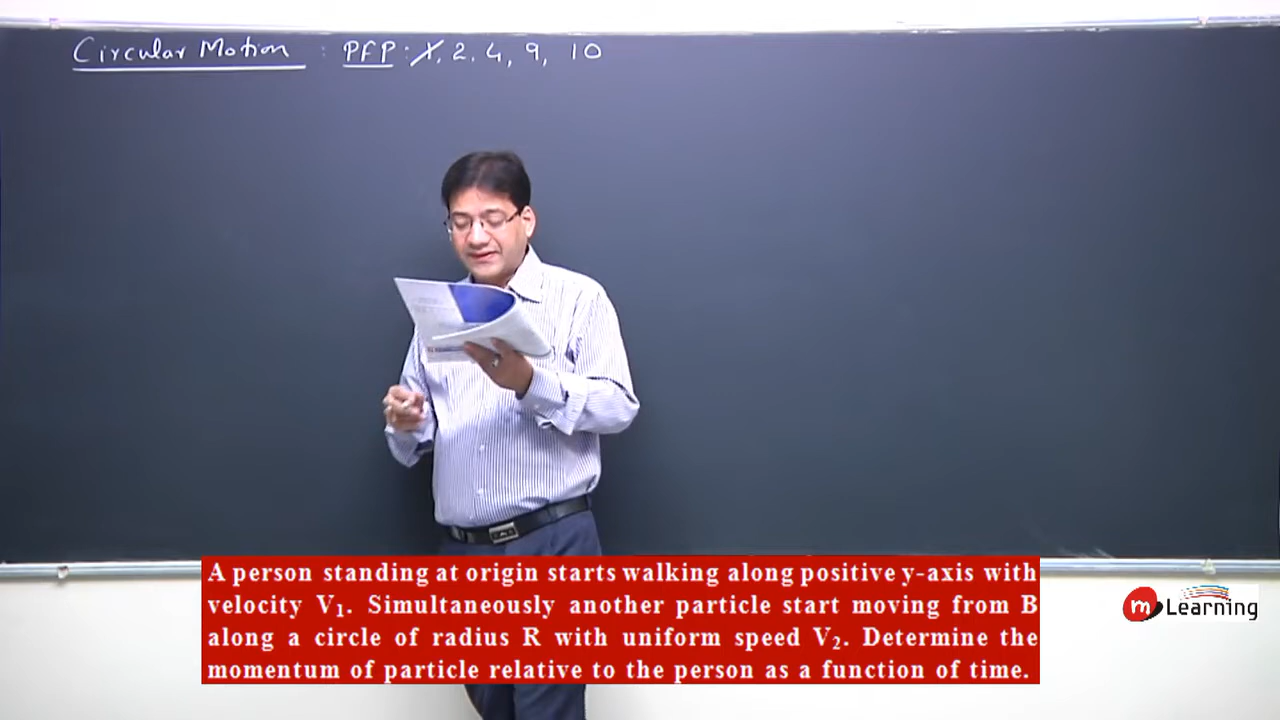 Circular Motion : PFP : 1, 2, 4, 9, 10
A person standing at origin starts walking along positive y-axis with
velocity V₁. Simultaneously another particle start moving from B
along a circle of radius R with uniform speed V₂. Determine the
momentum of particle relative to the person as a function of time.
m Learning